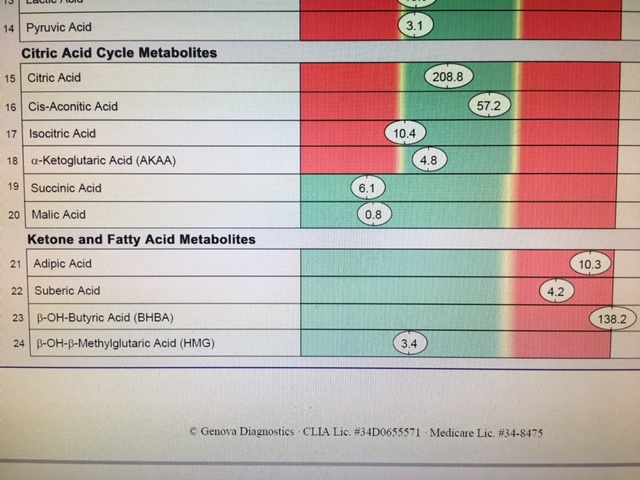 13 Lactic Acid
14 Pyruvic Acid 3.1
Citric Acid Cycle Metabolites
15 Citric Acid 208.8
16 Cis-Aconitic Acid 57.2
17 Isocitric Acid 10.4
18 α-Ketoglutaric Acid (AKAA) 4.8
19 Succinic Acid 6.1
20 Malic Acid 0.8
Ketone and Fatty Acid Metabolites
21 Adipic Acid 10.3
22 Suberic Acid 4.2
23 β-OH-Butyric Acid (BHBA) 138.2
24 β-OH-β-Methylglutaric Acid (HMG) 3.4
© Genova Diagnostics · CLIA Lic. #34D0655571 · Medicare Lic. #34-8475